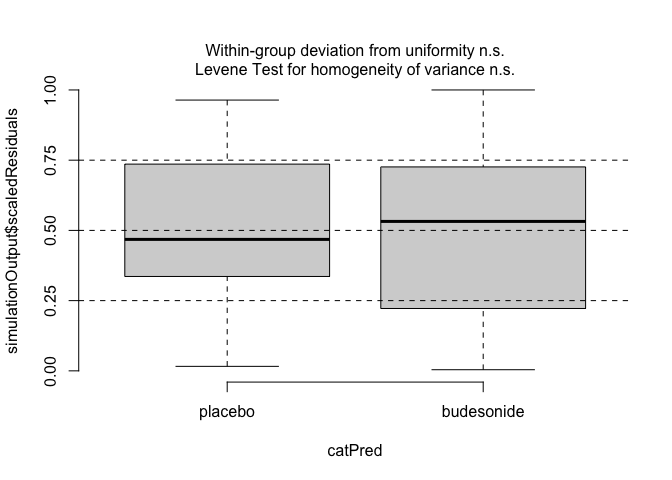 Within-group deviation from uniformity n.s.
Levene Test for homogeneity of variance n.s.
simulationOutput$scaledResiduals
1.00
0.75
0.50
0.25
0.00
placebo
budesonide
catPred